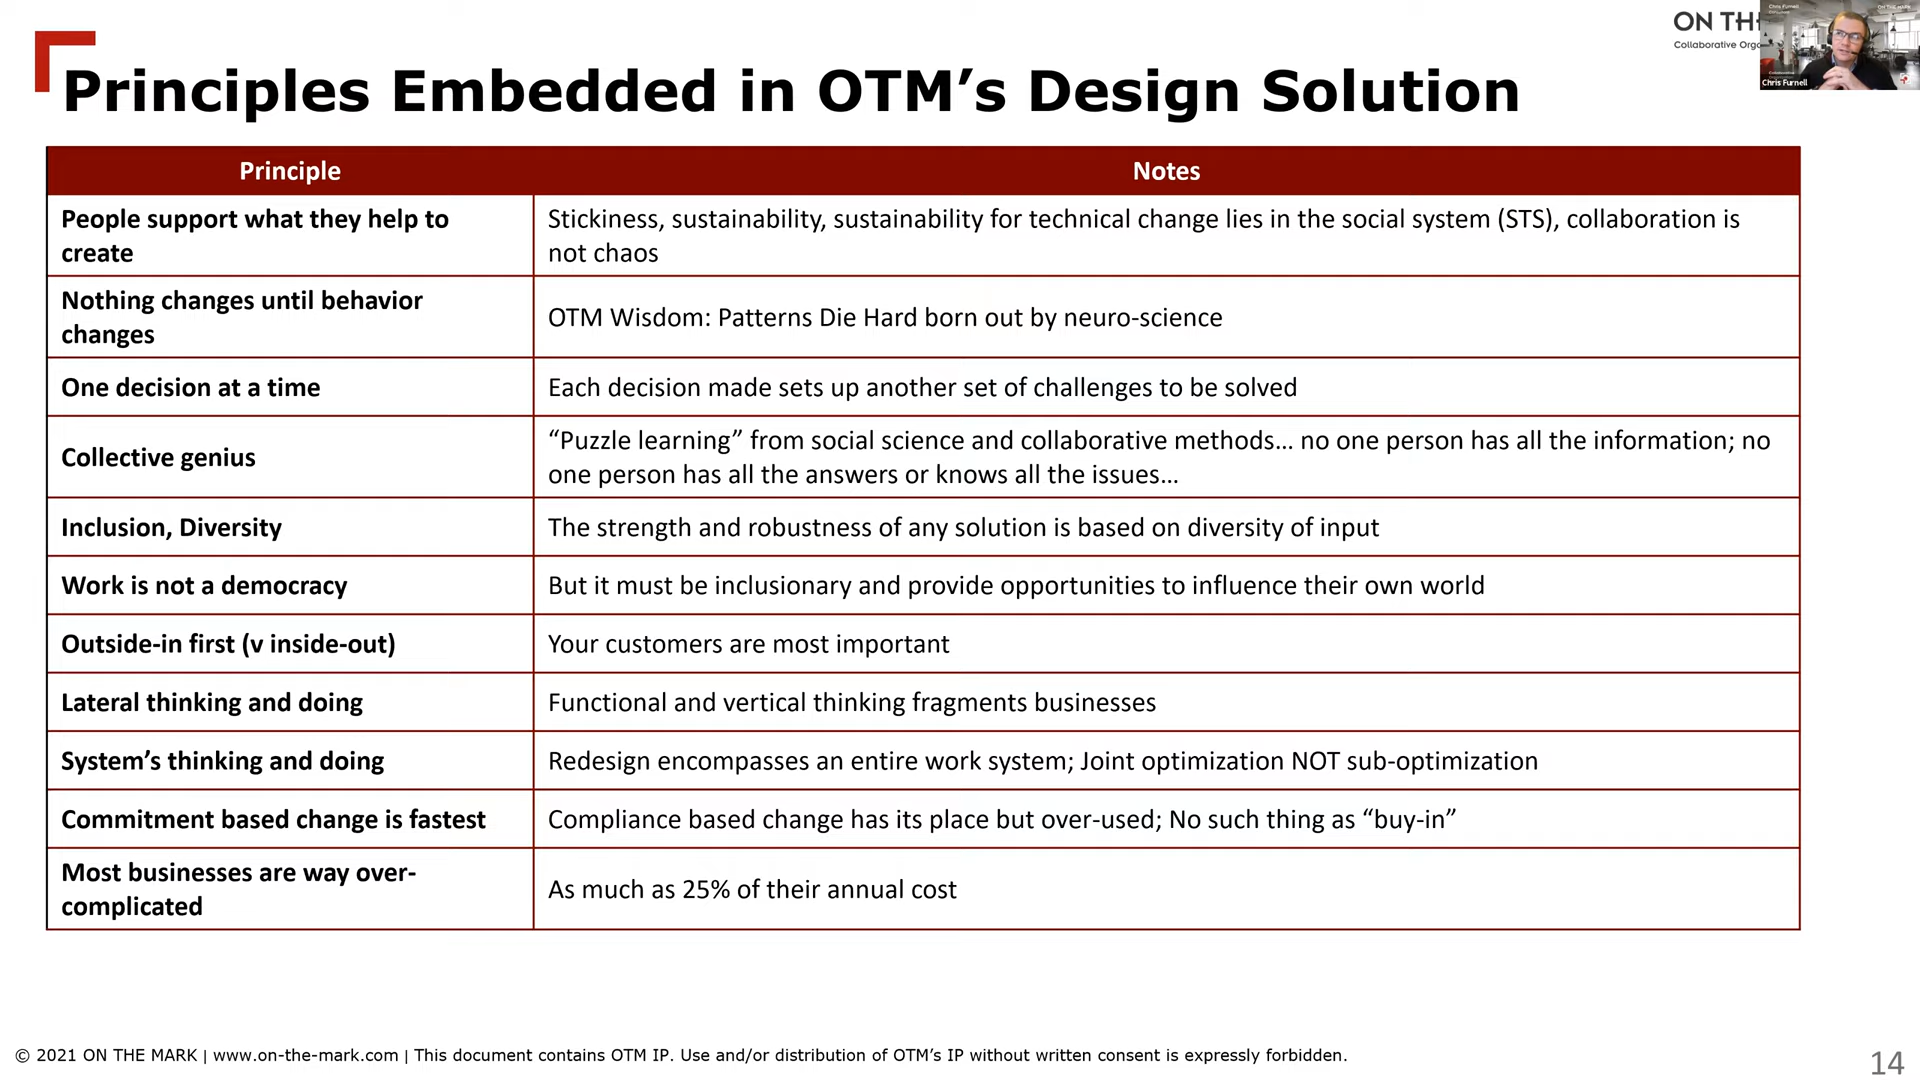 ON TH
Collaborative Orga
Chris Furnell
Principles Embedded in OTM’s Design Solution
Principle
Notes
People support what they help to
create
Stickiness, sustainability, sustainability for technical change lies in the social system (STS), collaboration is
not chaos
Nothing changes until behavior
changes
OTM Wisdom: Patterns Die Hard born out by neuro-science
One decision at a time
Each decision made sets up another set of challenges to be solved
Collective genius
“Puzzle learning” from social science and collaborative methods… no one person has all the information; no
one person has all the answers or knows all the issues…
Inclusion, Diversity
The strength and robustness of any solution is based on diversity of input
Work is not a democracy
But it must be inclusionary and provide opportunities to influence their own world
Outside-in first (v inside-out)
Your customers are most important
Lateral thinking and doing
Functional and vertical thinking fragments businesses
System’s thinking and doing
Redesign encompasses an entire work system; Joint optimization NOT sub-optimization
Commitment based change is fastest
Compliance based change has its place but over-used; No such thing as “buy-in”
Most businesses are way over-
complicated
As much as 25% of their annual cost
© 2021 ON THE MARK | www.on-the-mark.com | This document contains OTM IP. Use and/or distribution of OTM’s IP without written consent is expressly forbidden.
14